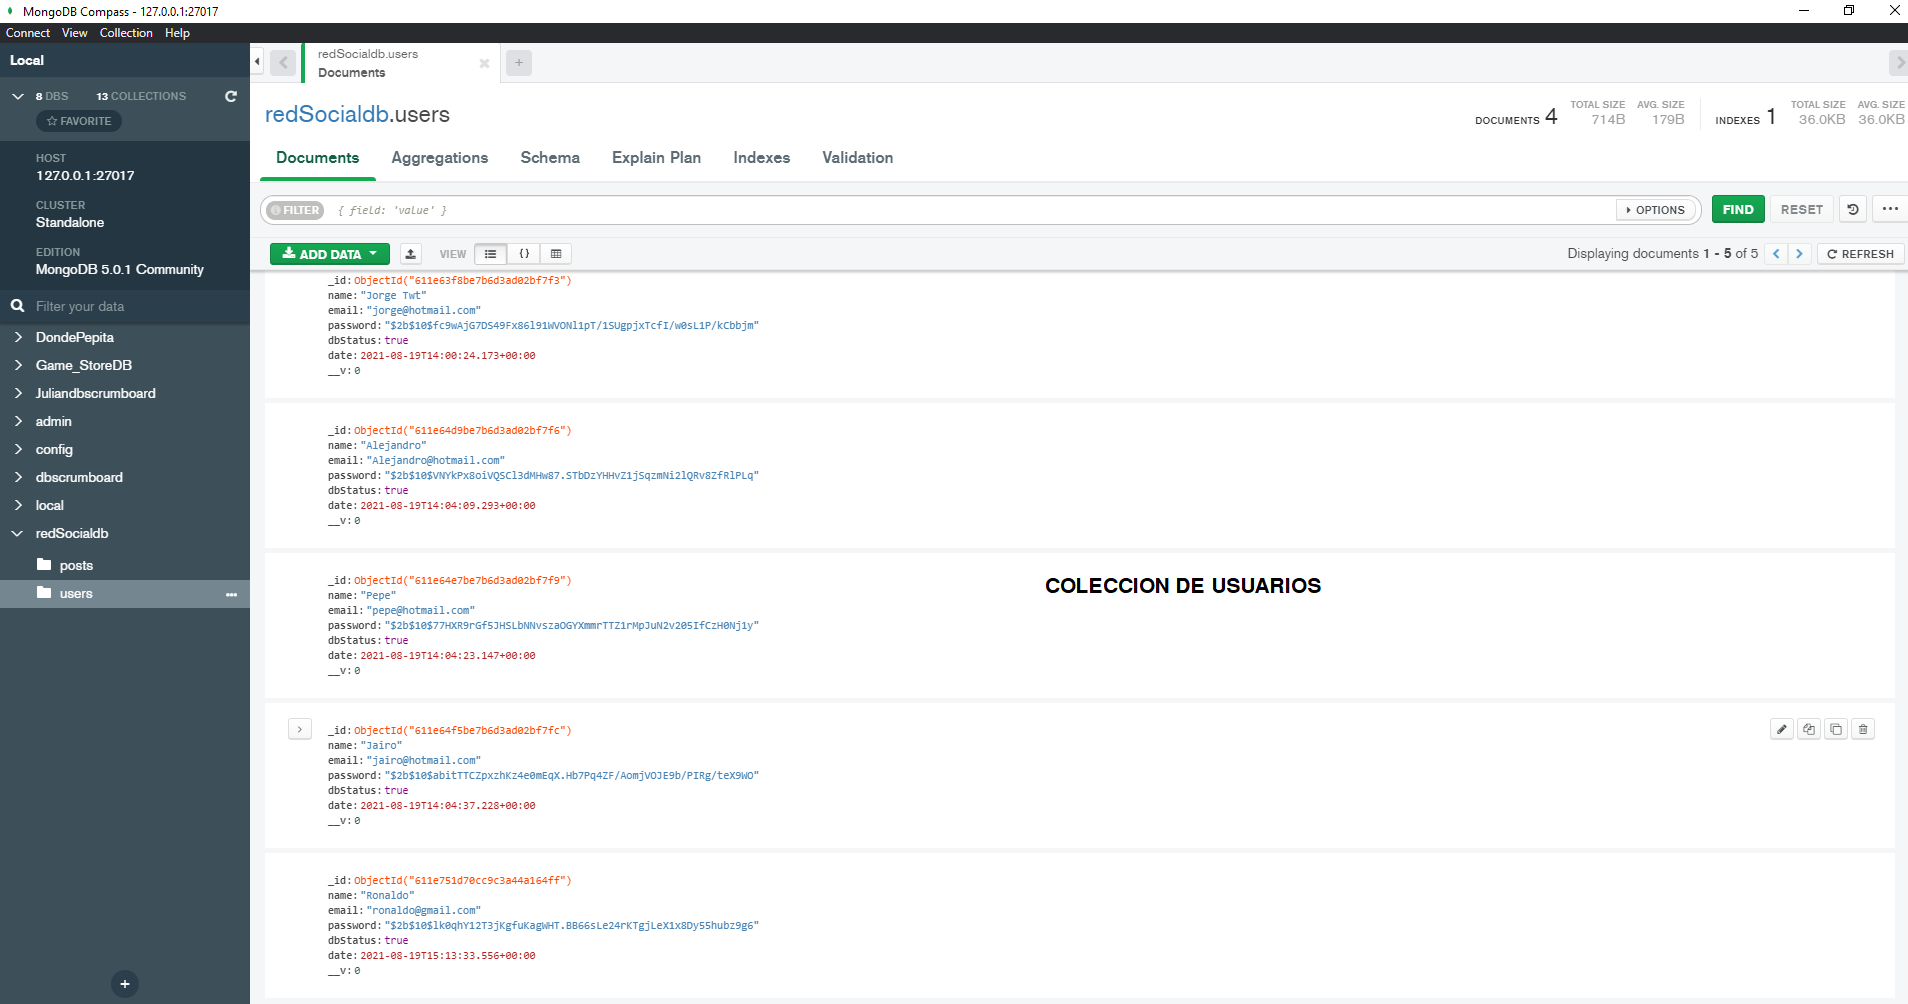 MongoDB Compass - 127.0.0.1:27017
Connect View Collection Help
Local
8 DBS 13 COLLECTIONS
FAVORITE
HOST
127.0.0.1:27017
CLUSTER
Standalone
EDITION
MongoDB 5.0.1 Community
Filter your data
DondePepita
Game_StoreDB
Juliandbscrumboard
admin
config
dbscrumboard
local
redSocialdb
posts
users
redSocialdb.users
Documents
redSocialdb.users
DOCUMENTS 4 TOTAL SIZE 714B AVG. SIZE 179B INDEXES 1 TOTAL SIZE 36.0KB AVG. SIZE 36.0KB
Documents Aggregations Schema Explain Plan Indexes Validation
FILTER { field: 'value' } OPTIONS FIND RESET
ADD DATA VIEW Displaying documents 1 - 5 of 5 REFRESH
_id: ObjectId("611e63f8be7b6d3ad02bf7f3")
name: "Jorge Twt"
email: "jorge@hotmail.com"
password: "$2b$10$fc9wAjG7DS49Fx86l91WVONl1pT/1SUgpjxTcfI/w0sL1P/kCbbjm"
dbStatus: true
date: 2021-08-19T14:00:24.173+00:00
__v: 0
_id: ObjectId("611e64d9be7b6d3ad02bf7f6")
name: "Alejandro"
email: "Alejandro@hotmail.com"
password: "$2b$10$VNYkPx8oiVQSCl3dMHw87.STbDzYHHvZ1jSqzmNi2lQRv8ZfRlPLq"
dbStatus: true
date: 2021-08-19T14:04:09.293+00:00
__v: 0
_id: ObjectId("611e64e7be7b6d3ad02bf7f9")
name: "Pepe"
email: "pepe@hotmail.com"
password: "$2b$10$77HXR9rGf5JHSLbNNvszaOGYXmmrTTZ1rMpJuN2v205IfCzH0Nj1y"
dbStatus: true
date: 2021-08-19T14:04:23.147+00:00
__v: 0
COLECCION DE USUARIOS
_id: ObjectId("611e64f5be7b6d3ad02bf7fc")
name: "Jairo"
email: "jairo@hotmail.com"
password: "$2b$10$abitTTCZpxzhKz4e0mEqX.Hb7Pq4ZF/AomjVOJE9b/PIRg/teX9WO"
dbStatus: true
date: 2021-08-19T14:04:37.228+00:00
__v: 0
_id: ObjectId("611e751d70cc9c3a44a164ff")
name: "Ronaldo"
email: "ronaldo@gmail.com"
password: "$2b$10$lk0qhY12T3jKgfuKagWHT.BB66sLe24rKTgjLeX1x8Dy55hubz9g6"
dbStatus: true
date: 2021-08-19T15:13:33.556+00:00
__v: 0